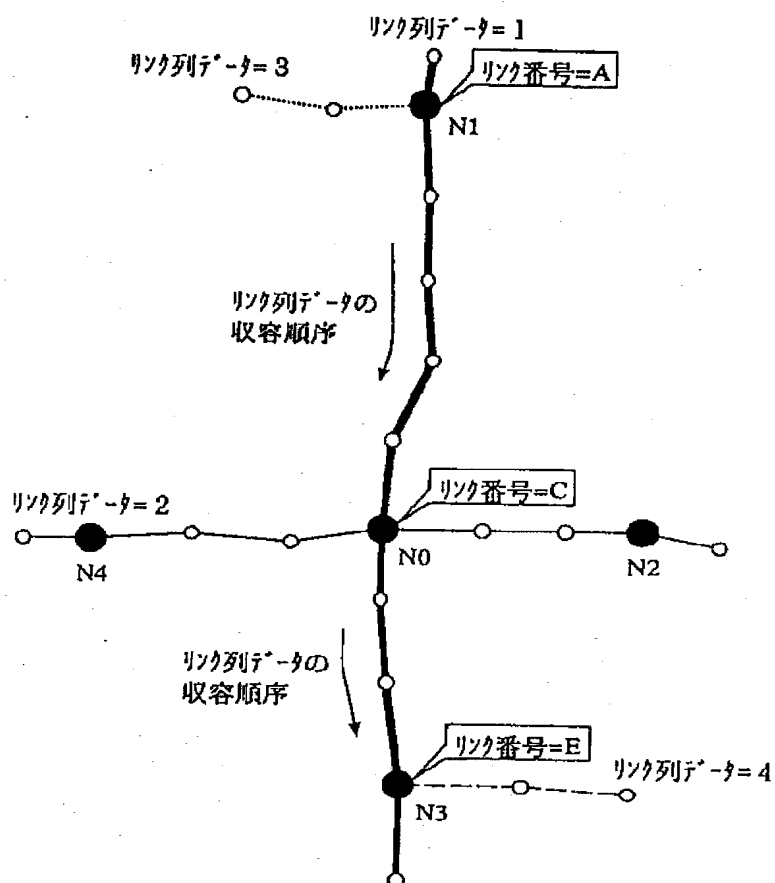 リンク列データ=1
リンク列データ=3
リンク番号=A
N1
リンク列データの
収容順序
リンク列データ=2
リンク番号=C
N4
N0
N2
リンク列データの
収容順序
リンク番号=E
リンク列データ=4
N3